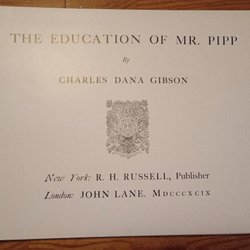 THE EDUCATION OF MR. PIPP
By
CHARLES DANA GIBSON
New York: R. H. RUSSELL, Publisher
London: JOHN LANE. MDCCCXCIX